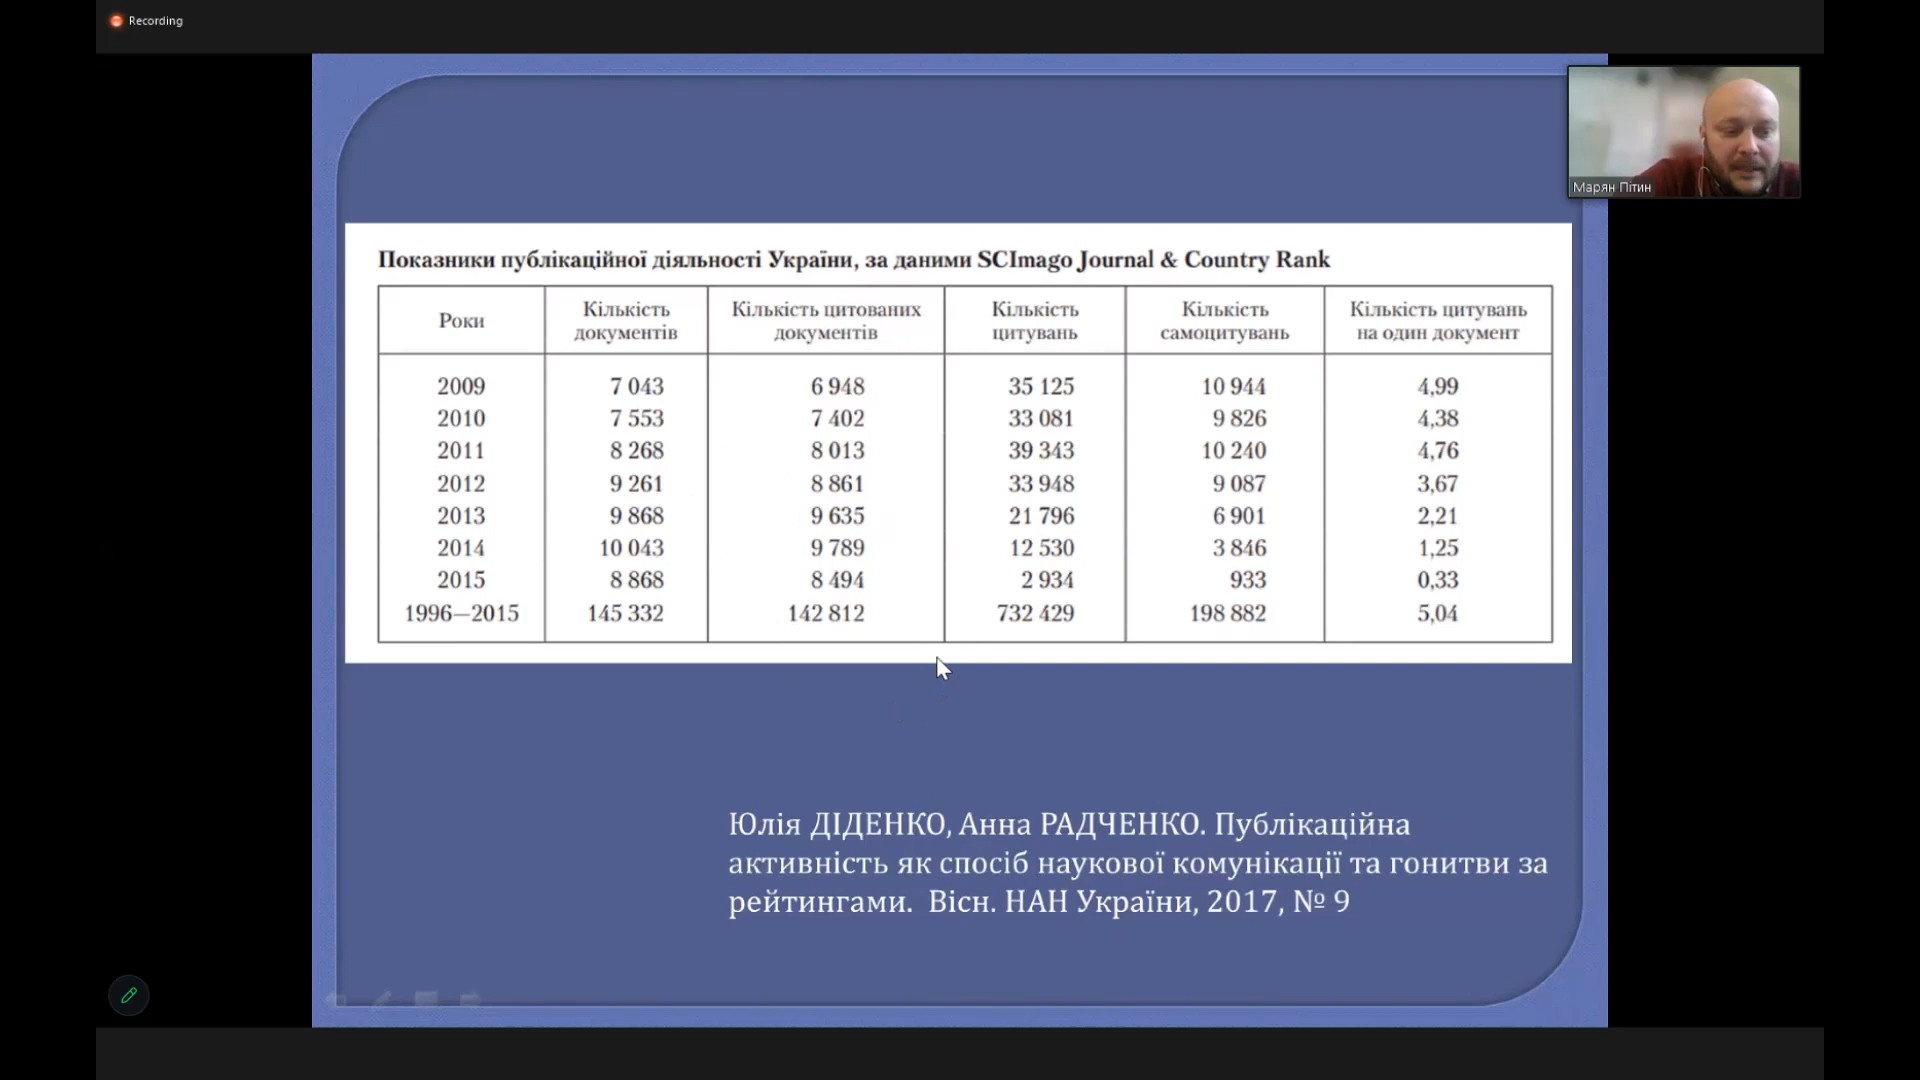 Recording
Марян Пітин
Показники публікаційної діяльності України, за даними SCImago Journal & Country Rank
Роки Кількість документів Кількість цитованих документів Кількість цитувань Кількість самоцитувань Кількість цитувань на один документ
2009 7 043 6 948 35 125 10 944 4,99
2010 7 553 7 402 33 081 9 826 4,38
2011 8 268 8 013 39 343 10 240 4,76
2012 9 261 8 861 33 948 9 087 3,67
2013 9 868 9 635 21 796 6 901 2,21
2014 10 043 9 789 12 530 3 846 1,25
2015 8 868 8 494 2 934 933 0,33
1996—2015 145 332 142 812 732 429 198 882 5,04
Юлія ДІДЕНКО, Анна РАДЧЕНКО. Публікаційна
активність як спосіб наукової комунікації та гонитви за
рейтингами. Вісн. НАН України, 2017, № 9